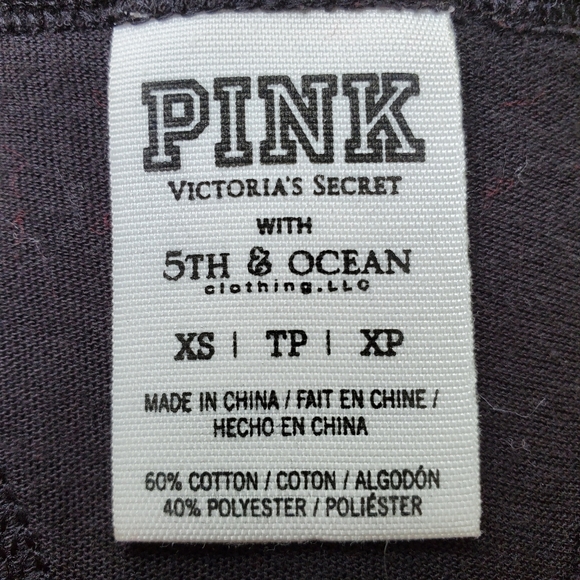 PINK
VICTORIA'S SECRET
WITH
5TH & OCEAN
clothing.LLC
XS | TP | XP
MADE IN CHINA / FAIT EN CHINE /
HECHO EN CHINA
60% COTTON / COTON / ALGODÓN
40% POLYESTER / POLIÉSTER